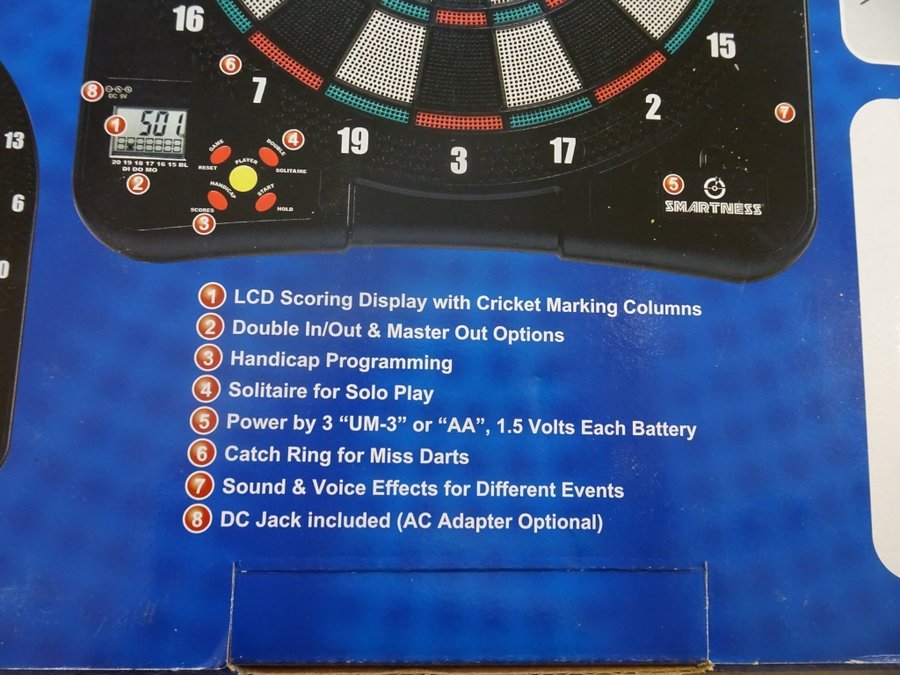 16
15
6
7
7
2
8
DC 3V
13
1
501
19
17
4
3
GAME
DOUBLE
PLAYER
RESET
SOLITAIRE
20 19 18 17 16 15 BL
DI DO MO
2
5
HANDICAP
START
6
SCORES
HOLD
SMARTNESS
3
0
1 LCD Scoring Display with Cricket Marking Columns
2 Double In/Out & Master Out Options
3 Handicap Programming
4 Solitaire for Solo Play
5 Power by 3 “UM-3” or “AA”, 1.5 Volts Each Battery
6 Catch Ring for Miss Darts
7 Sound & Voice Effects for Different Events
8 DC Jack included (AC Adapter Optional)